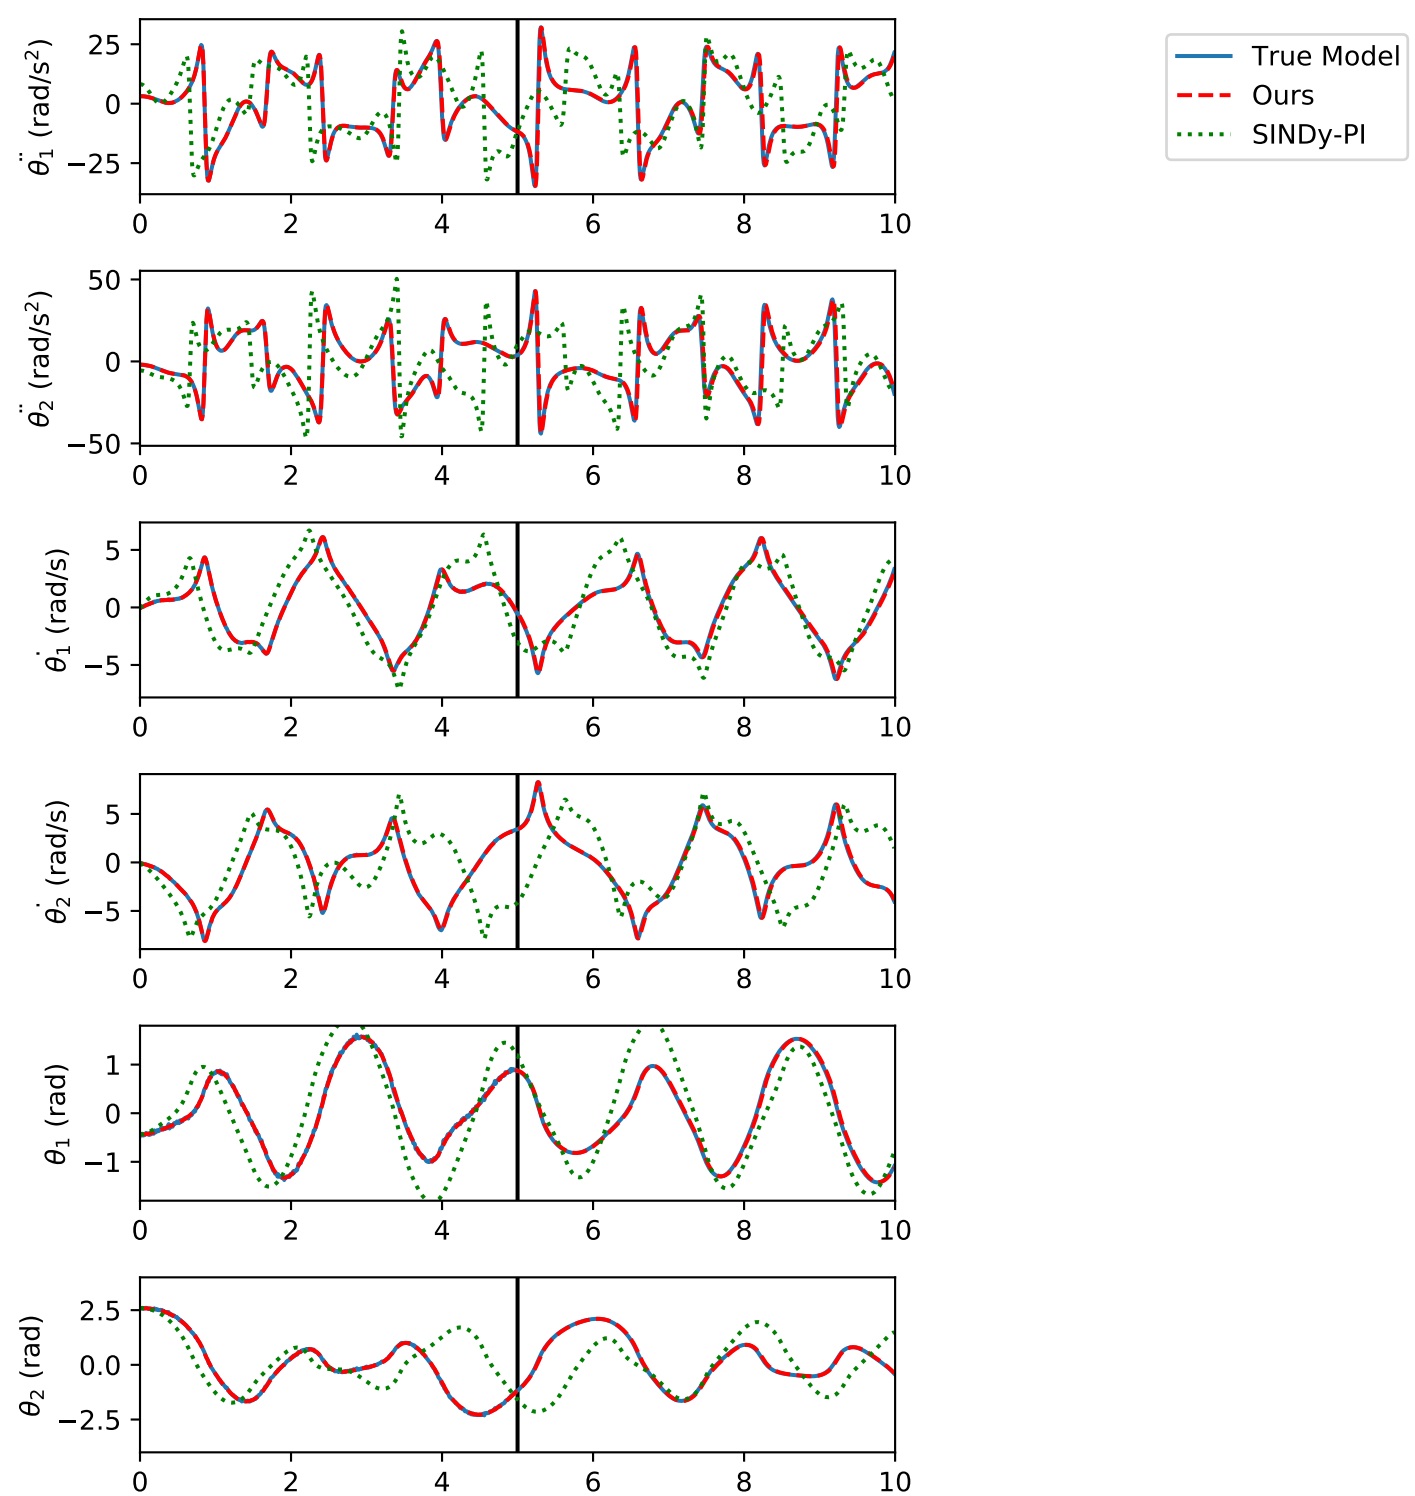 θ̈₁ (rad/s²)
25
0
−25
0 2 4 6 8 10
True Model
Ours
SINDy-PI
θ̈₂ (rad/s²)
50
0
−50
0 2 4 6 8 10
θ̇₁ (rad/s)
5
0
−5
0 2 4 6 8 10
θ̇₂ (rad/s)
5
0
−5
0 2 4 6 8 10
θ₁ (rad)
1
0
−1
0 2 4 6 8 10
θ₂ (rad)
2.5
0.0
−2.5
0 2 4 6 8 10